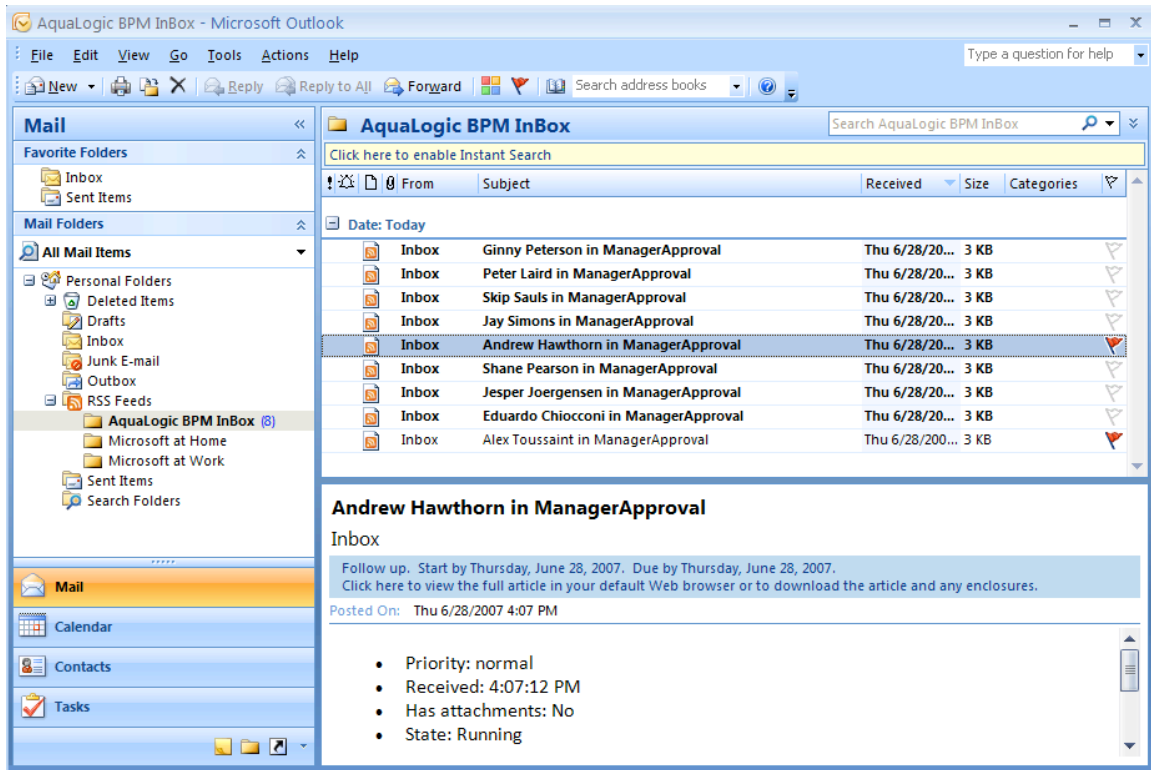 AquaLogic BPM InBox - Microsoft Outlook
File Edit View Go Tools Actions Help
Type a question for help
New Reply Reply to All Forward Search address books
Mail
Favorite Folders
Inbox
Sent Items
Mail Folders
All Mail Items
Personal Folders
Deleted Items
Drafts
Inbox
Junk E-mail
Outbox
RSS Feeds
AquaLogic BPM InBox (8)
Microsoft at Home
Microsoft at Work
Sent Items
Search Folders
Mail
Calendar
Contacts
Tasks
AquaLogic BPM InBox
Search AquaLogic BPM InBox
Click here to enable Instant Search
From Subject Received Size Categories
Date: Today
Inbox Ginny Peterson in ManagerApproval Thu 6/28/20... 3 KB
Inbox Peter Laird in ManagerApproval Thu 6/28/20... 3 KB
Inbox Skip Sauls in ManagerApproval Thu 6/28/20... 3 KB
Inbox Jay Simons in ManagerApproval Thu 6/28/20... 3 KB
Inbox Andrew Hawthorn in ManagerApproval Thu 6/28/20... 3 KB
Inbox Shane Pearson in ManagerApproval Thu 6/28/20... 3 KB
Inbox Jesper Joergensen in ManagerApproval Thu 6/28/20... 3 KB
Inbox Eduardo Chiocconi in ManagerApproval Thu 6/28/20... 3 KB
Inbox Alex Toussaint in ManagerApproval Thu 6/28/200... 3 KB
Andrew Hawthorn in ManagerApproval
Inbox
Follow up. Start by Thursday, June 28, 2007. Due by Thursday, June 28, 2007.
Click here to view the full article in your default Web browser or to download the article and any enclosures.
Posted On: Thu 6/28/2007 4:07 PM
• Priority: normal
• Received: 4:07:12 PM
• Has attachments: No
• State: Running